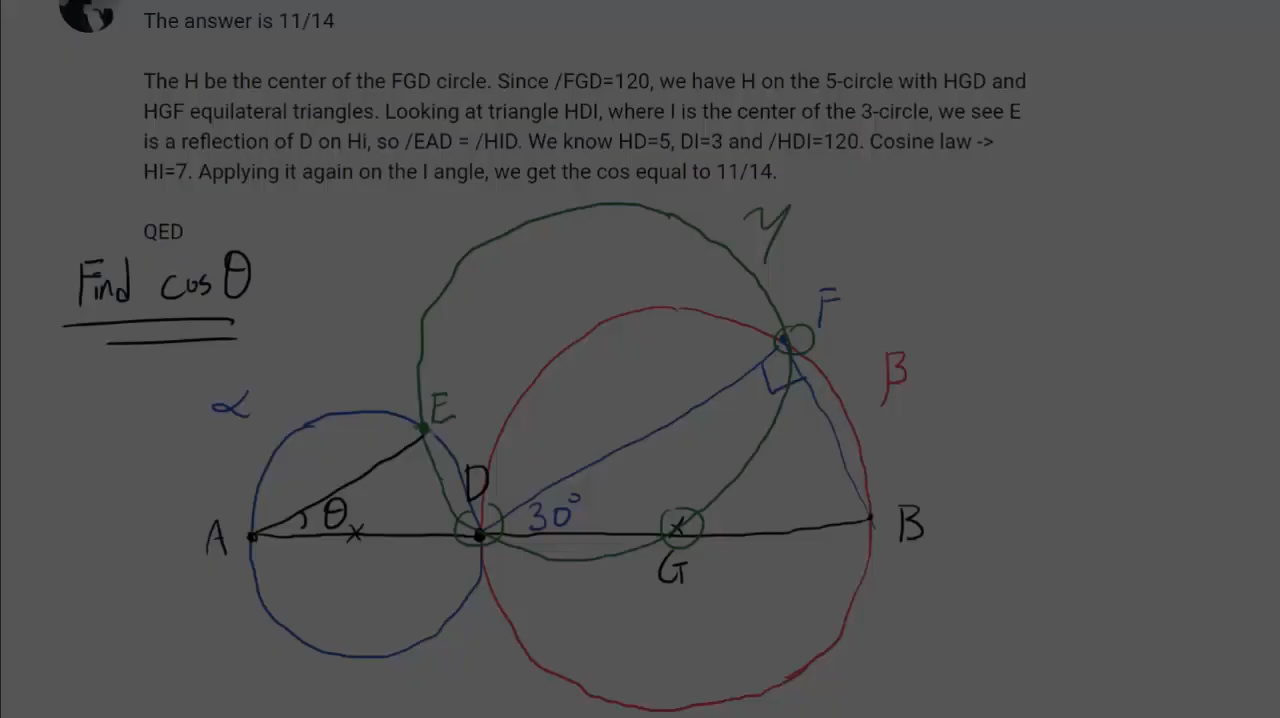 The answer is 11/14
The H be the center of the FGD circle. Since /FGD=120, we have H on the 5-circle with HGD and
HGF equilateral triangles. Looking at triangle HDI, where I is the center of the 3-circle, we see E
is a reflection of D on Hi, so /EAD = /HID. We know HD=5, DI=3 and /HDI=120. Cosine law ->
HI=7. Applying it again on the I angle, we get the cos equal to 11/14.
QED
Find cos θ
γ
F
β
α
E
D
A
θ
30°
B
G